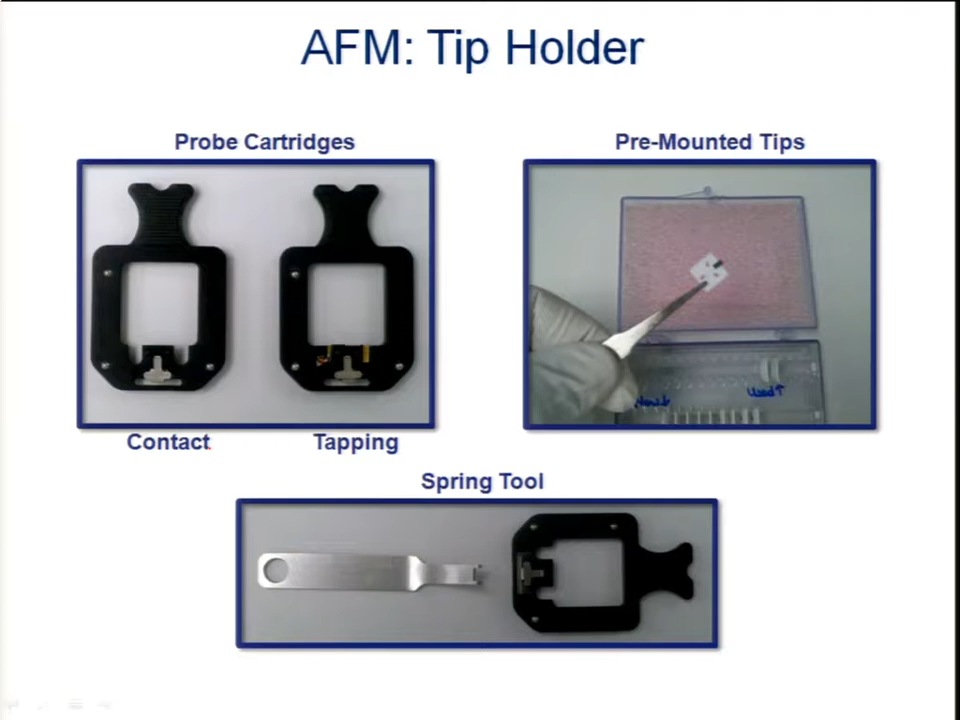 AFM: Tip Holder
Probe Cartridges
Pre-Mounted Tips
Contact
Tapping
Spring Tool